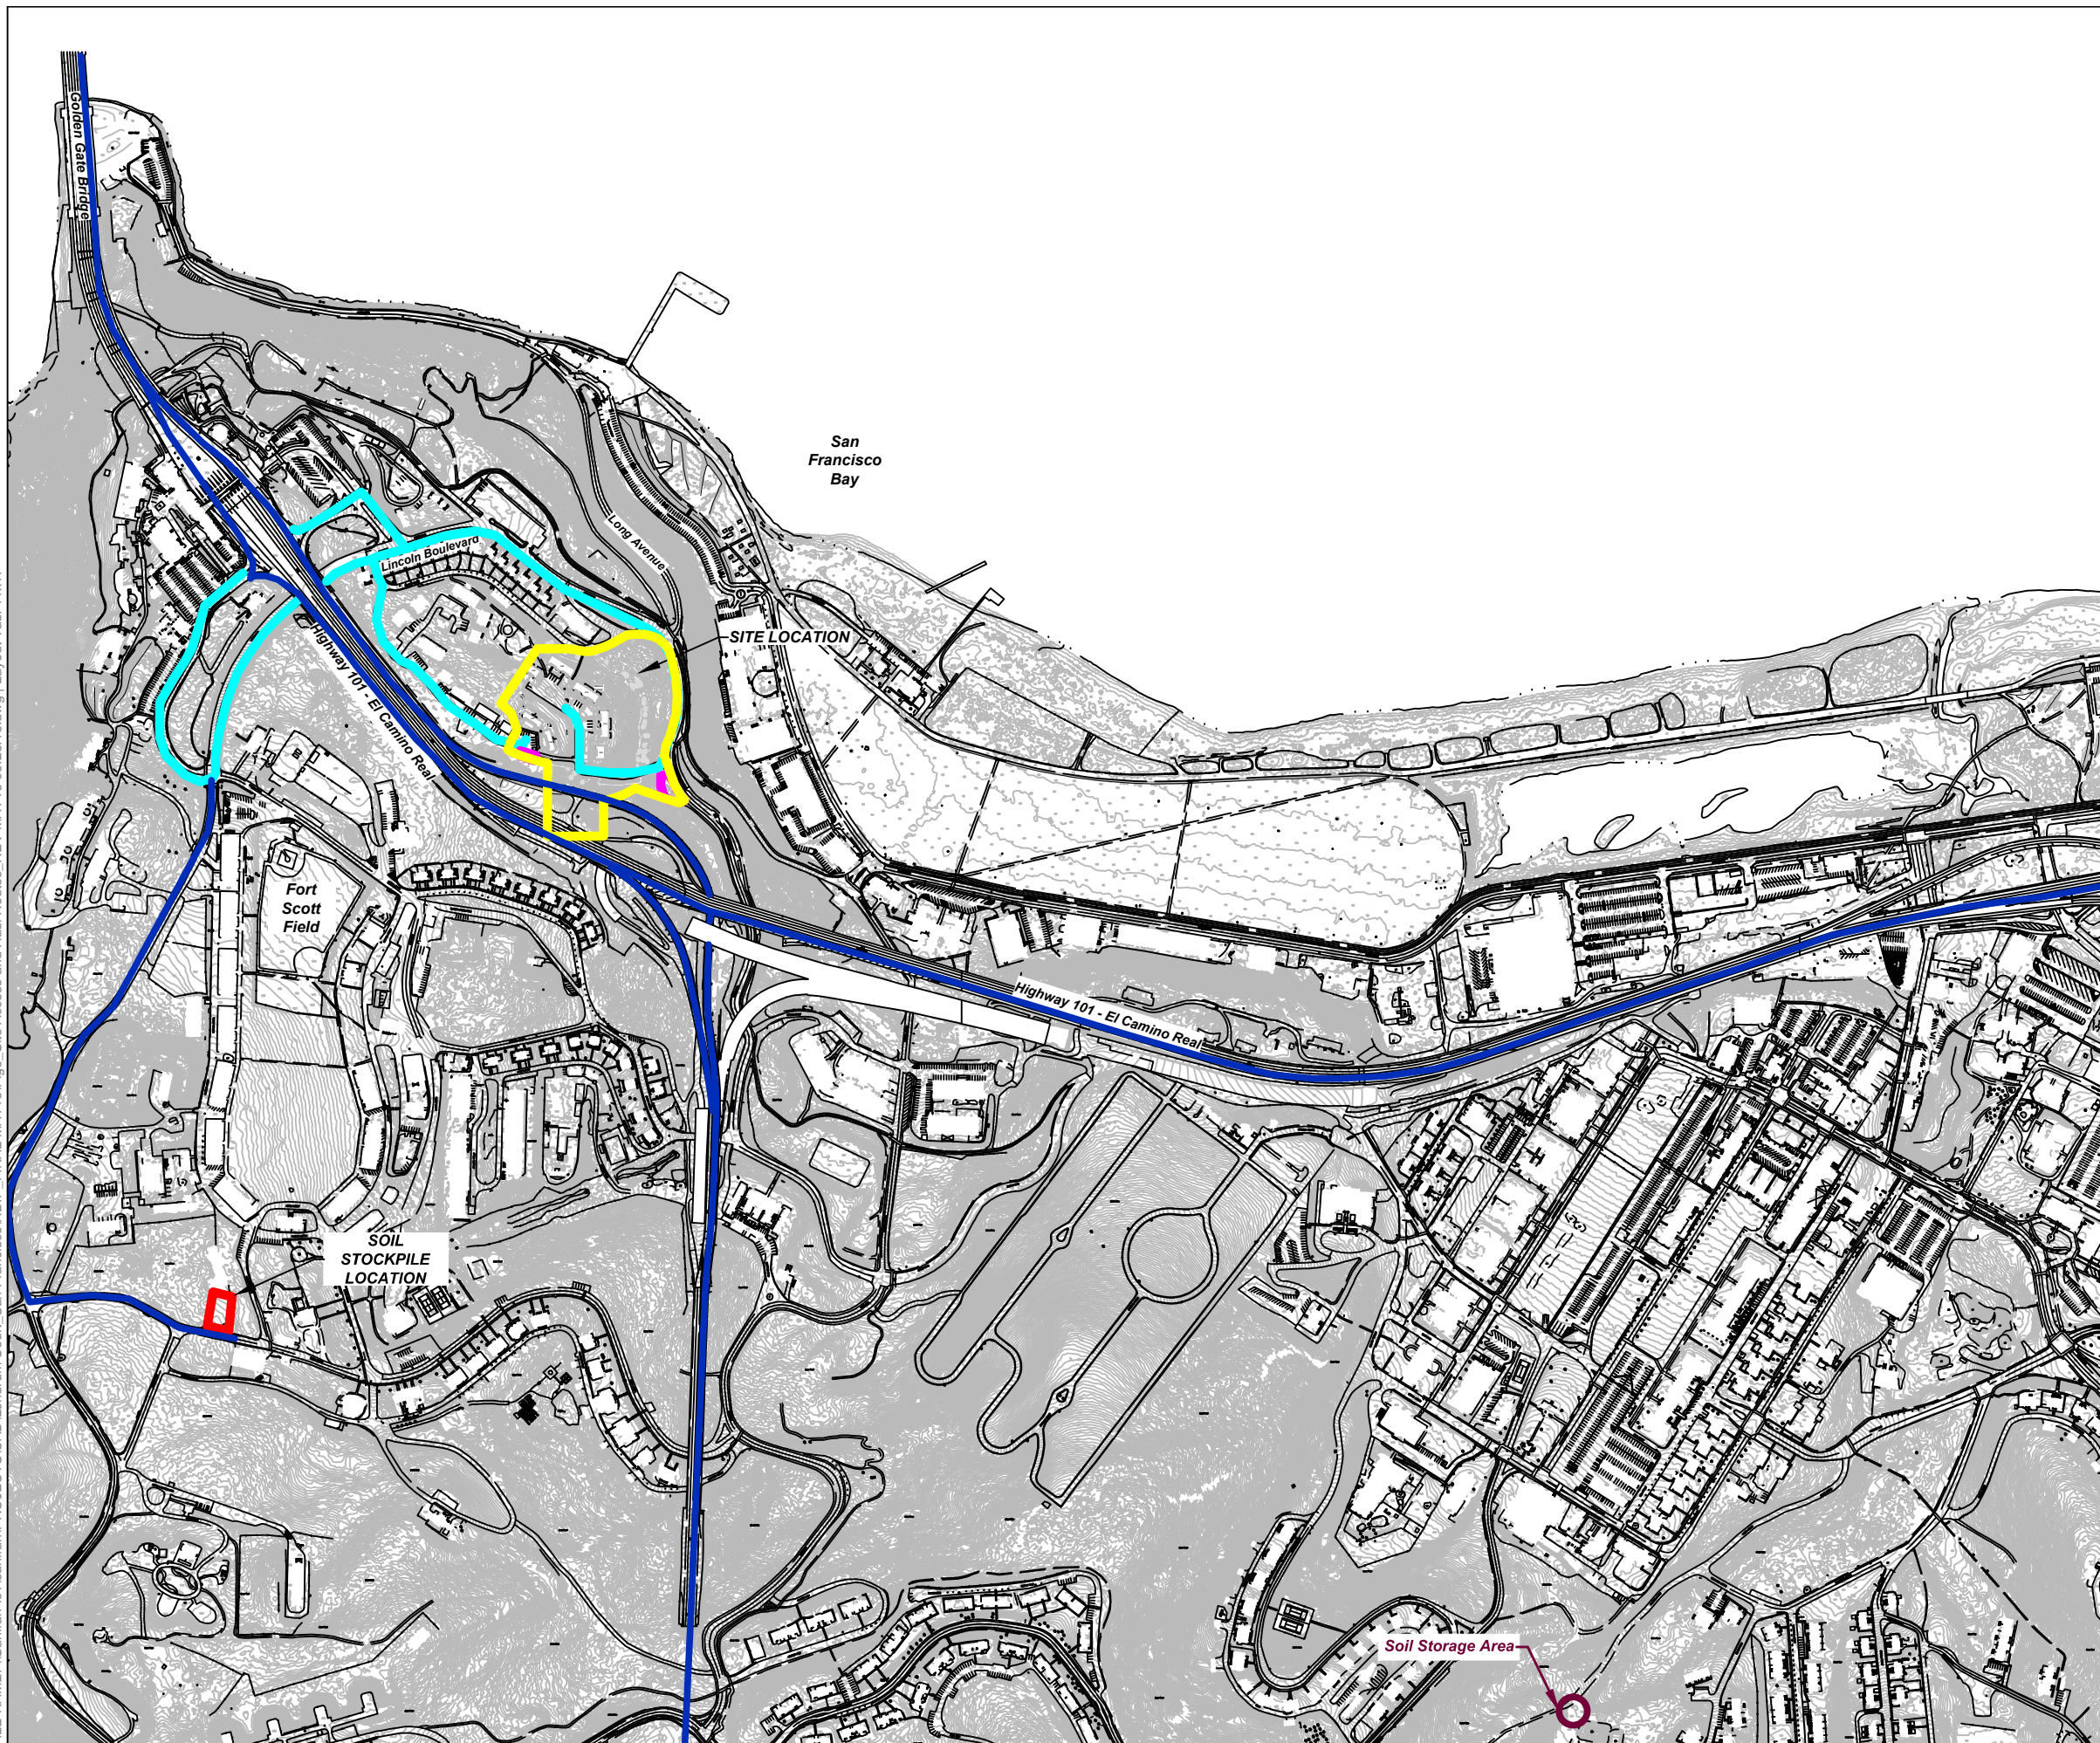 Golden Gate Bridge
San
Francisco
Bay
Long Avenue
Lincoln Boulevard
SITE LOCATION
Highway 101 - El Camino Real
Fort
Scott
Field
Highway 101 - El Camino Real
SOIL
STOCKPILE
LOCATION
Soil Storage Area